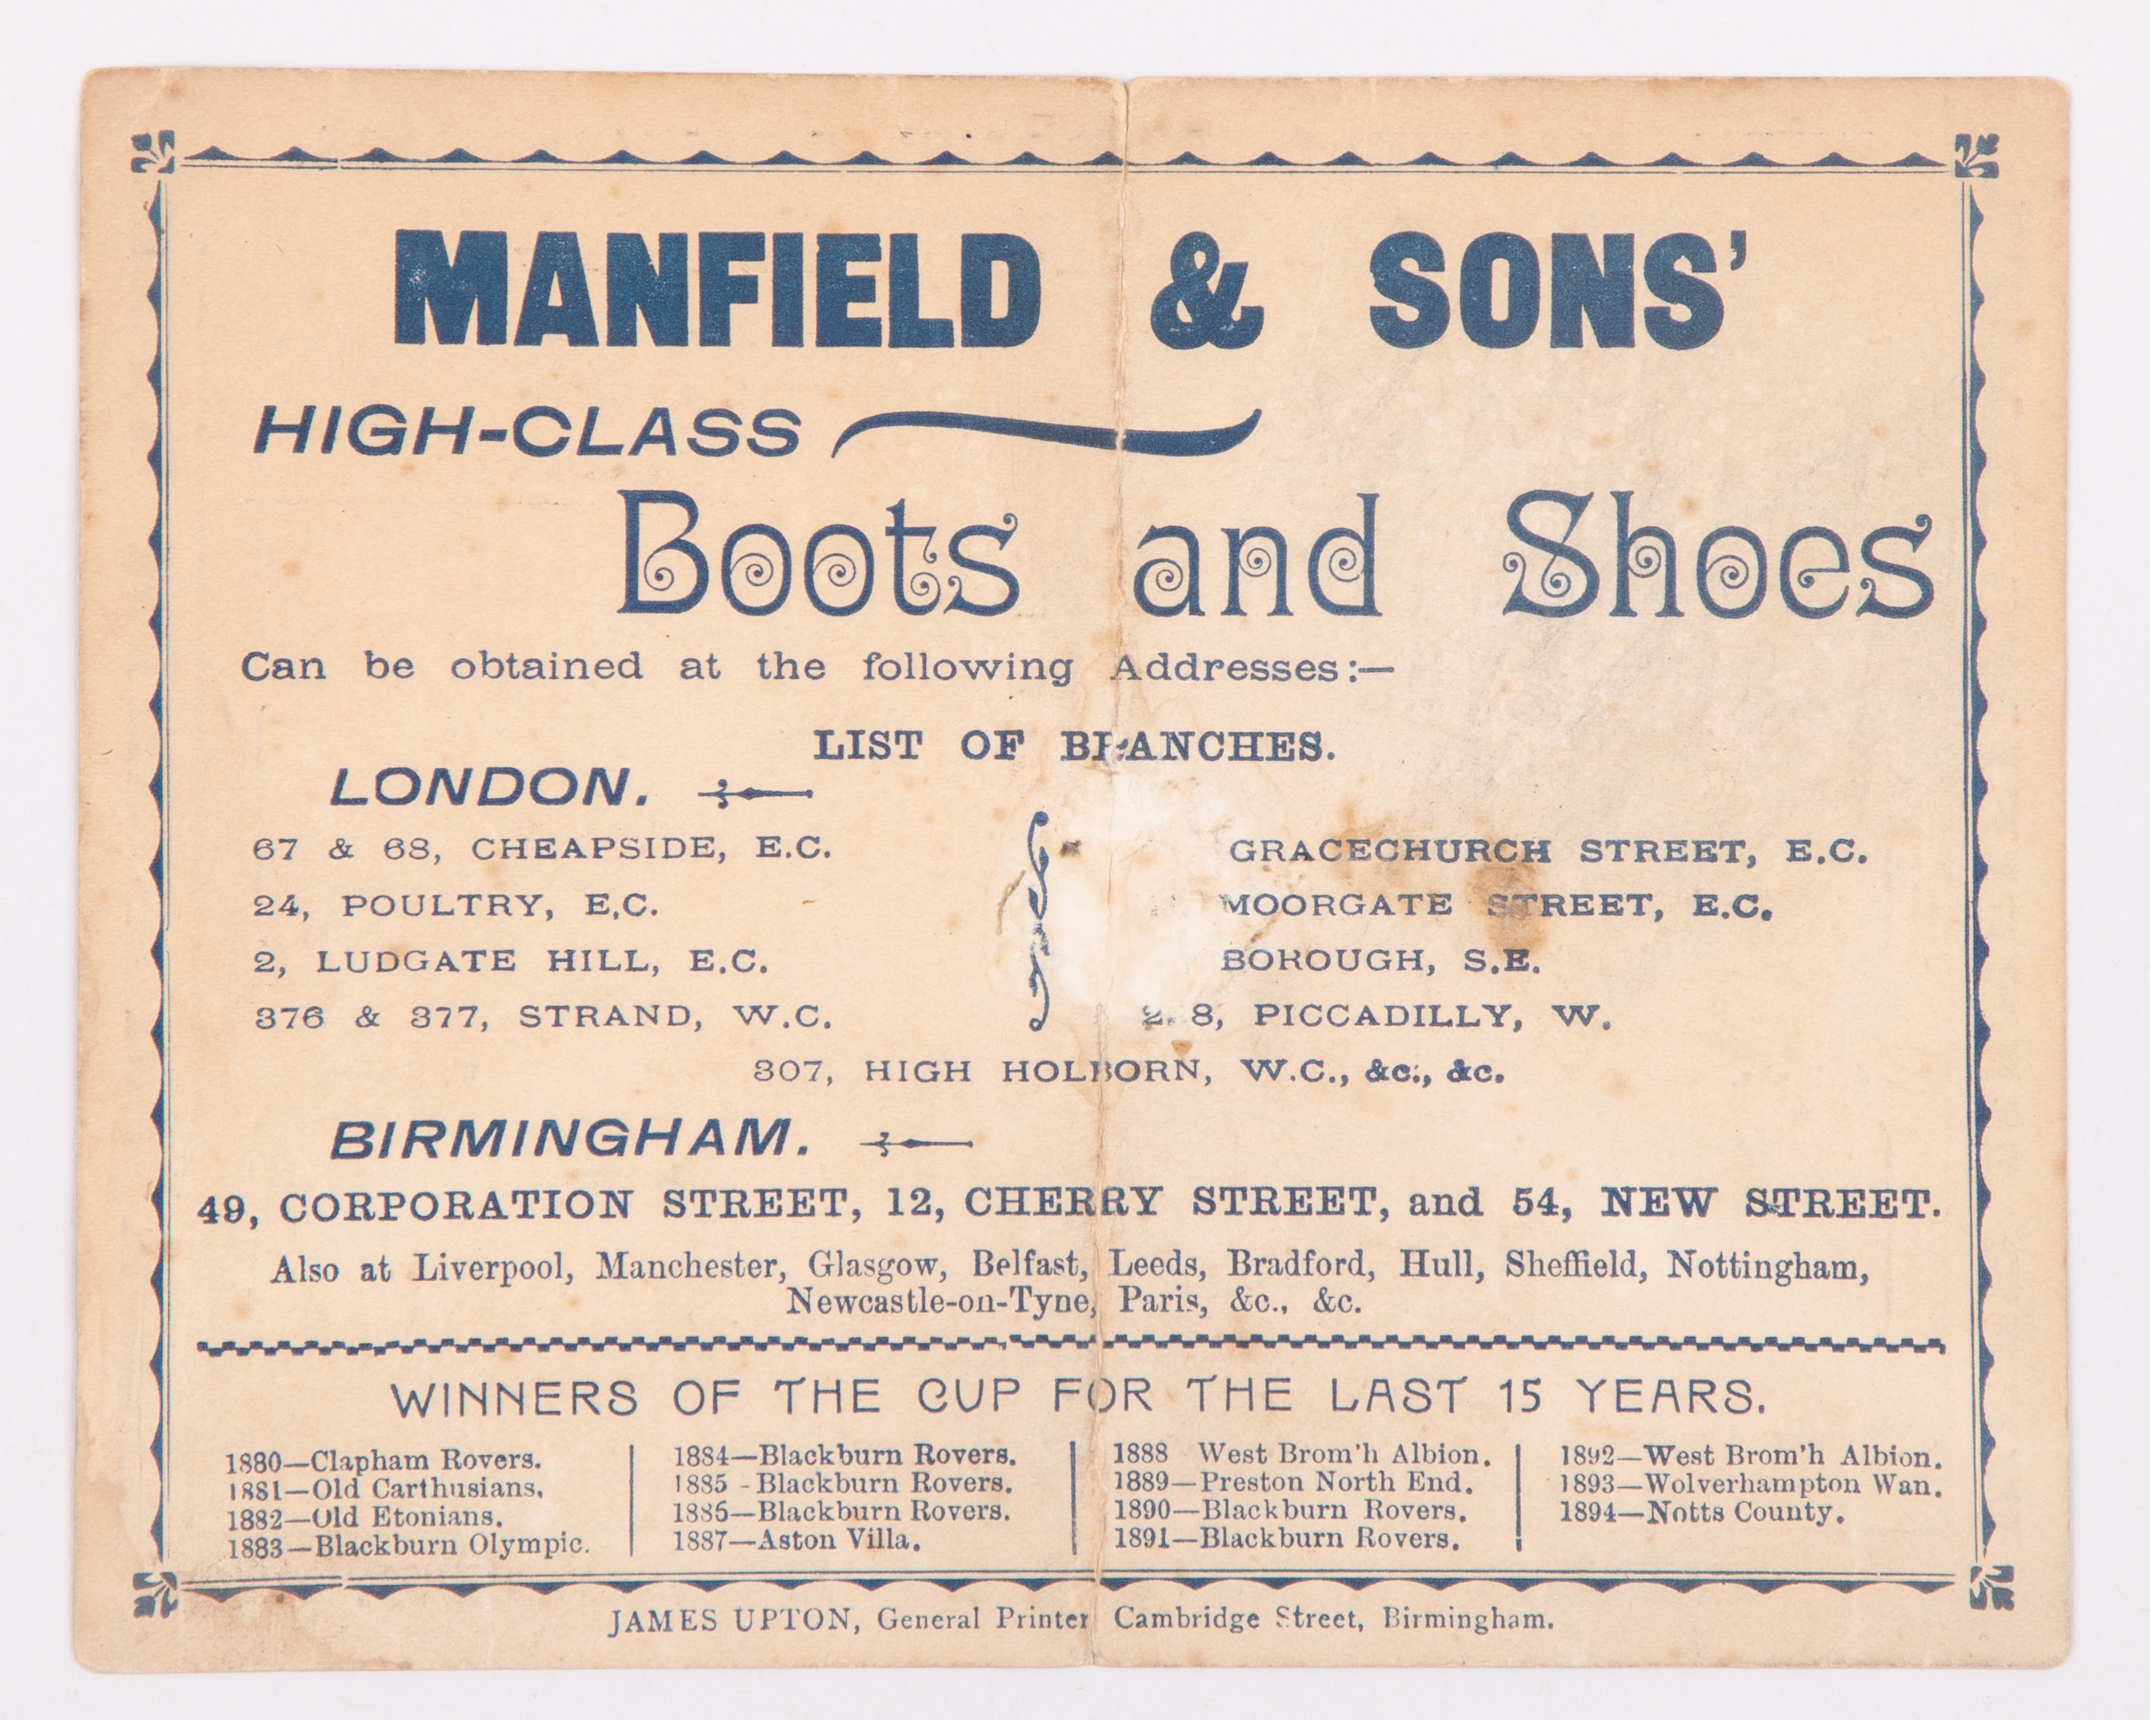 MANFIELD & SONS'
HIGH-CLASS
Boots and Shoes
Can be obtained at the following Addresses:—
LIST OF BRANCHES.
LONDON.
67 & 68, CHEAPSIDE, E.C.
24, POULTRY, E.C.
2, LUDGATE HILL, E.C.
376 & 377, STRAND, W.C.
GRACECHURCH STREET, E.C.
MOORGATE STREET, E.C.
BOROUGH, S.E.
PICCADILLY, W.
307, HIGH HOLBORN, W.C., &c., &c.
BIRMINGHAM.
49, CORPORATION STREET, 12, CHERRY STREET, and 54, NEW STREET.
Also at Liverpool, Manchester, Glasgow, Belfast, Leeds, Bradford, Hull, Sheffield, Nottingham,
Newcastle-on-Tyne, Paris, &c., &c.
WINNERS OF THE CUP FOR THE LAST 15 YEARS.
1880—Clapham Rovers.
1881—Old Carthusians.
1882—Old Etonians.
1883—Blackburn Olympic.
1884—Blackburn Rovers.
1885 - Blackburn Rovers.
1886—Blackburn Rovers.
1887—Aston Villa.
1888 West Brom'h Albion.
1889—Preston North End.
1890—Blackburn Rovers.
1891—Blackburn Rovers.
1892—West Brom'h Albion.
1893—Wolverhampton Wan.
1894—Notts County.
JAMES UPTON, General Printer Cambridge Street, Birmingham.